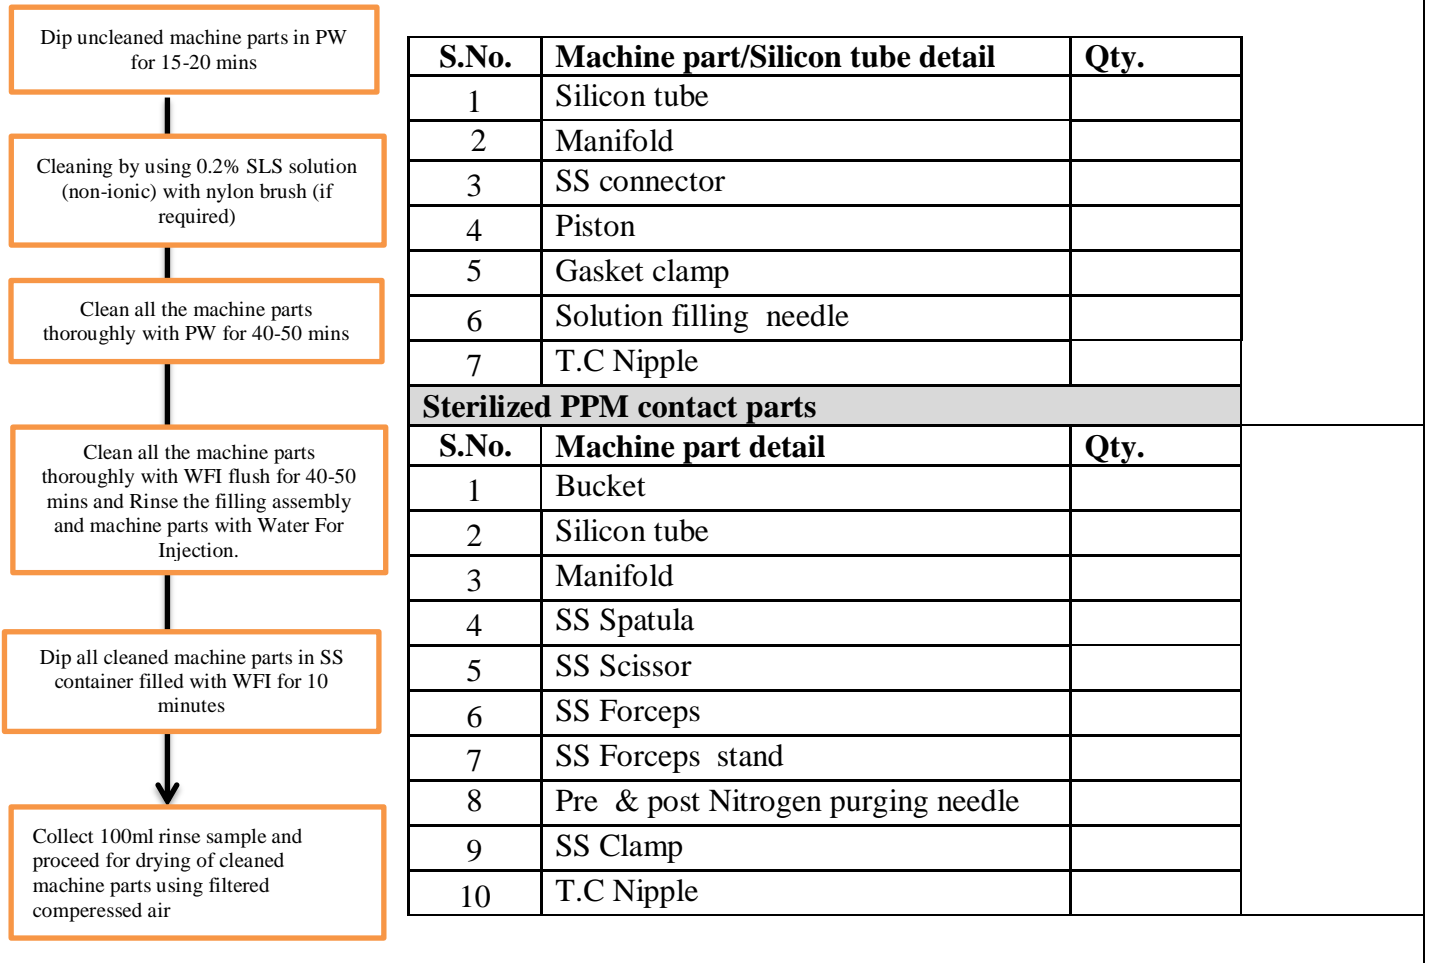 Dip uncleaned machine parts in PW
for 15-20 mins
Cleaning by using 0.2% SLS solution
(non-ionic) with nylon brush (if
required)
Clean all the machine parts
thoroughly with PW for 40-50 mins
Clean all the machine parts
thoroughly with WFI flush for 40-50
mins and Rinse the filling assembly
and machine parts with Water For
Injection.
Dip all cleaned machine parts in SS
container filled with WFI for 10
minutes
Collect 100ml rinse sample and
proceed for drying of cleaned
machine parts using filtered
comperessed air
S.No. Machine part/Silicon tube detail Qty.
1 Silicon tube
2 Manifold
3 SS connector
4 Piston
5 Gasket clamp
6 Solution filling needle
7 T.C Nipple
Sterilized PPM contact parts
S.No. Machine part detail Qty.
1 Bucket
2 Silicon tube
3 Manifold
4 SS Spatula
5 SS Scissor
6 SS Forceps
7 SS Forceps stand
8 Pre & post Nitrogen purging needle
9 SS Clamp
10 T.C Nipple